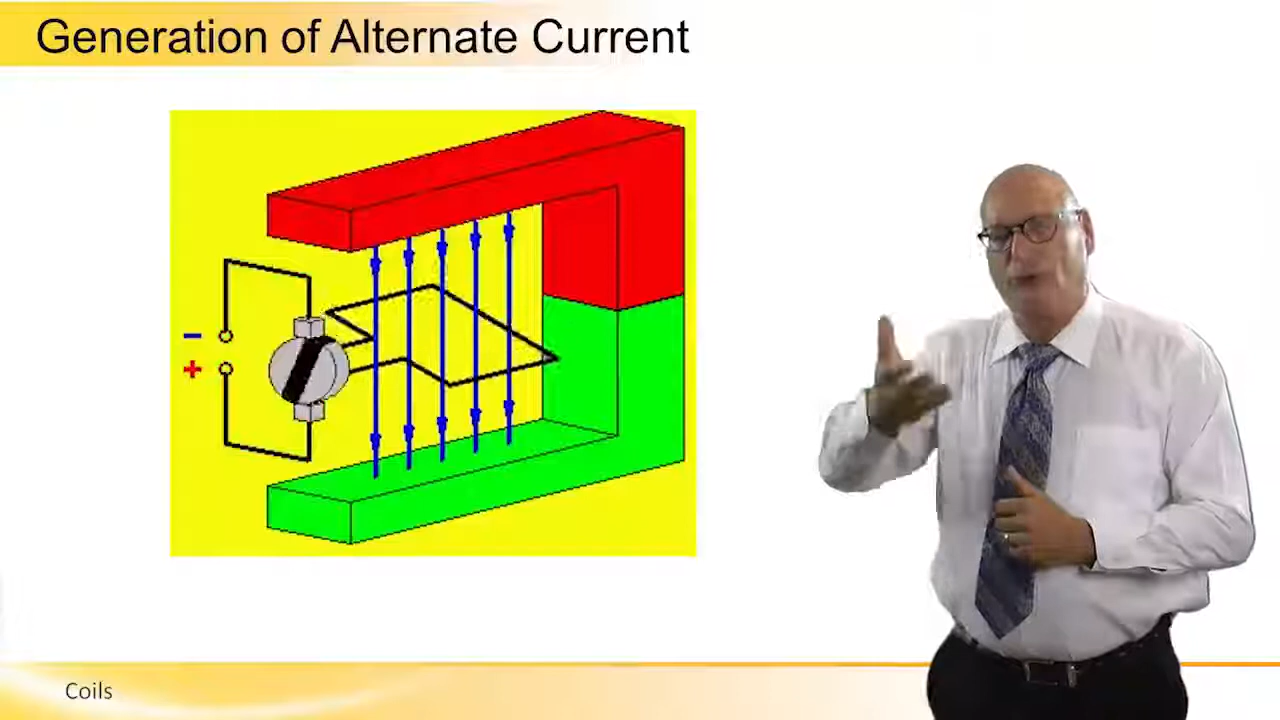 Generation of Alternate Current
−
+
Coils